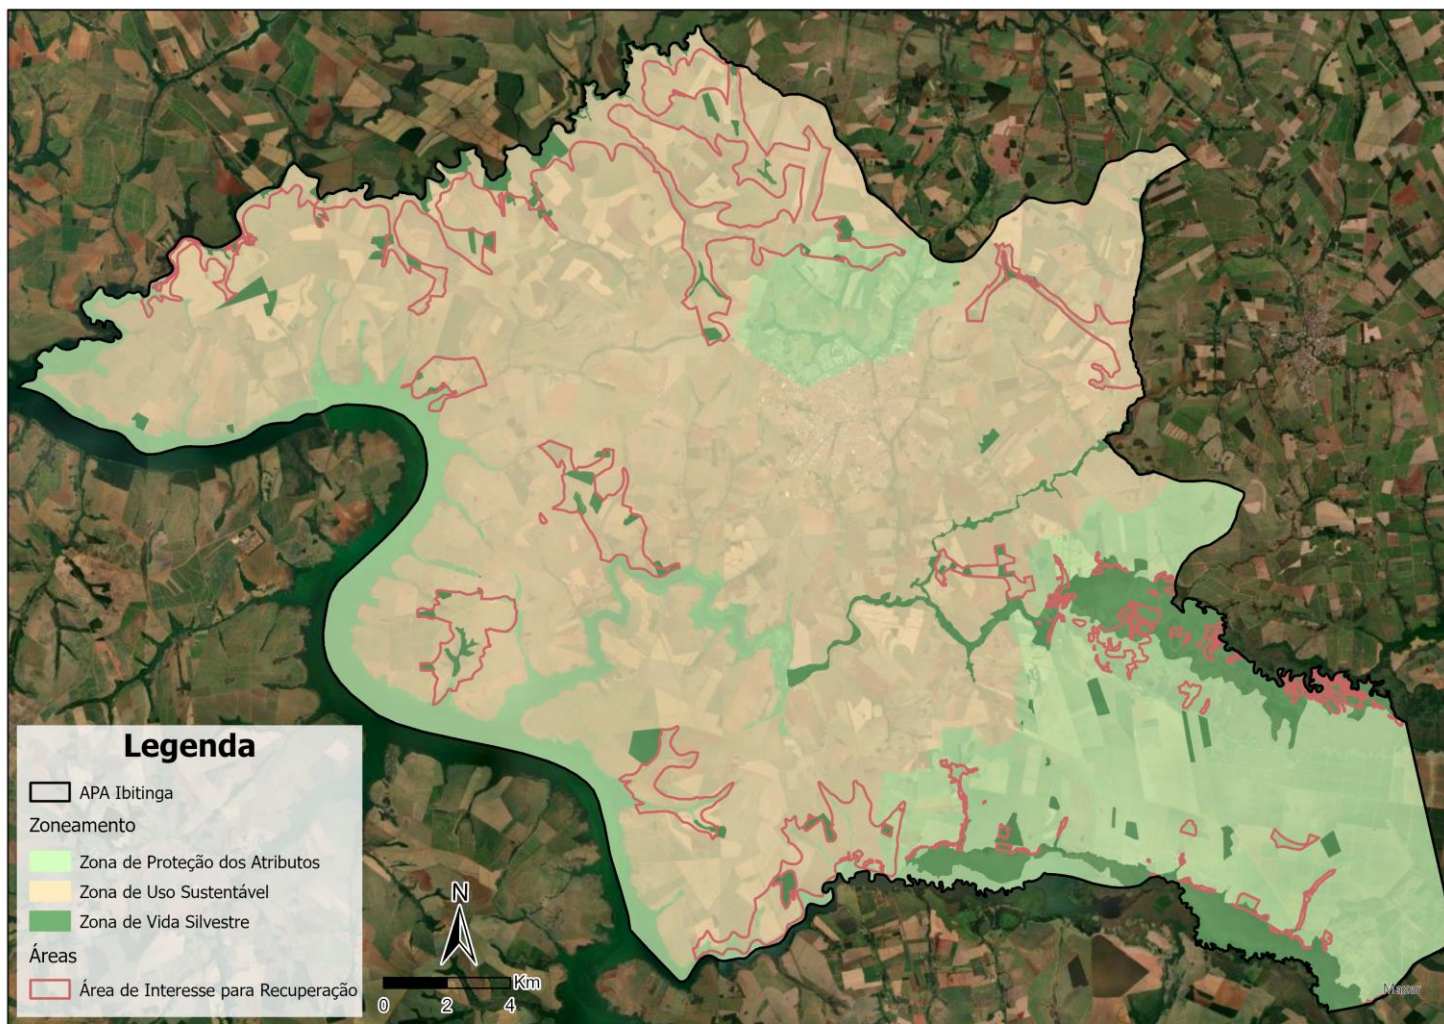 Legenda
APA Ibitinga
Zoneamento
Zona de Proteção dos Atributos
Zona de Uso Sustentável
Zona de Vida Silvestre
Áreas
Área de Interesse para Recuperação
N
Km
0 2 4
Maxar